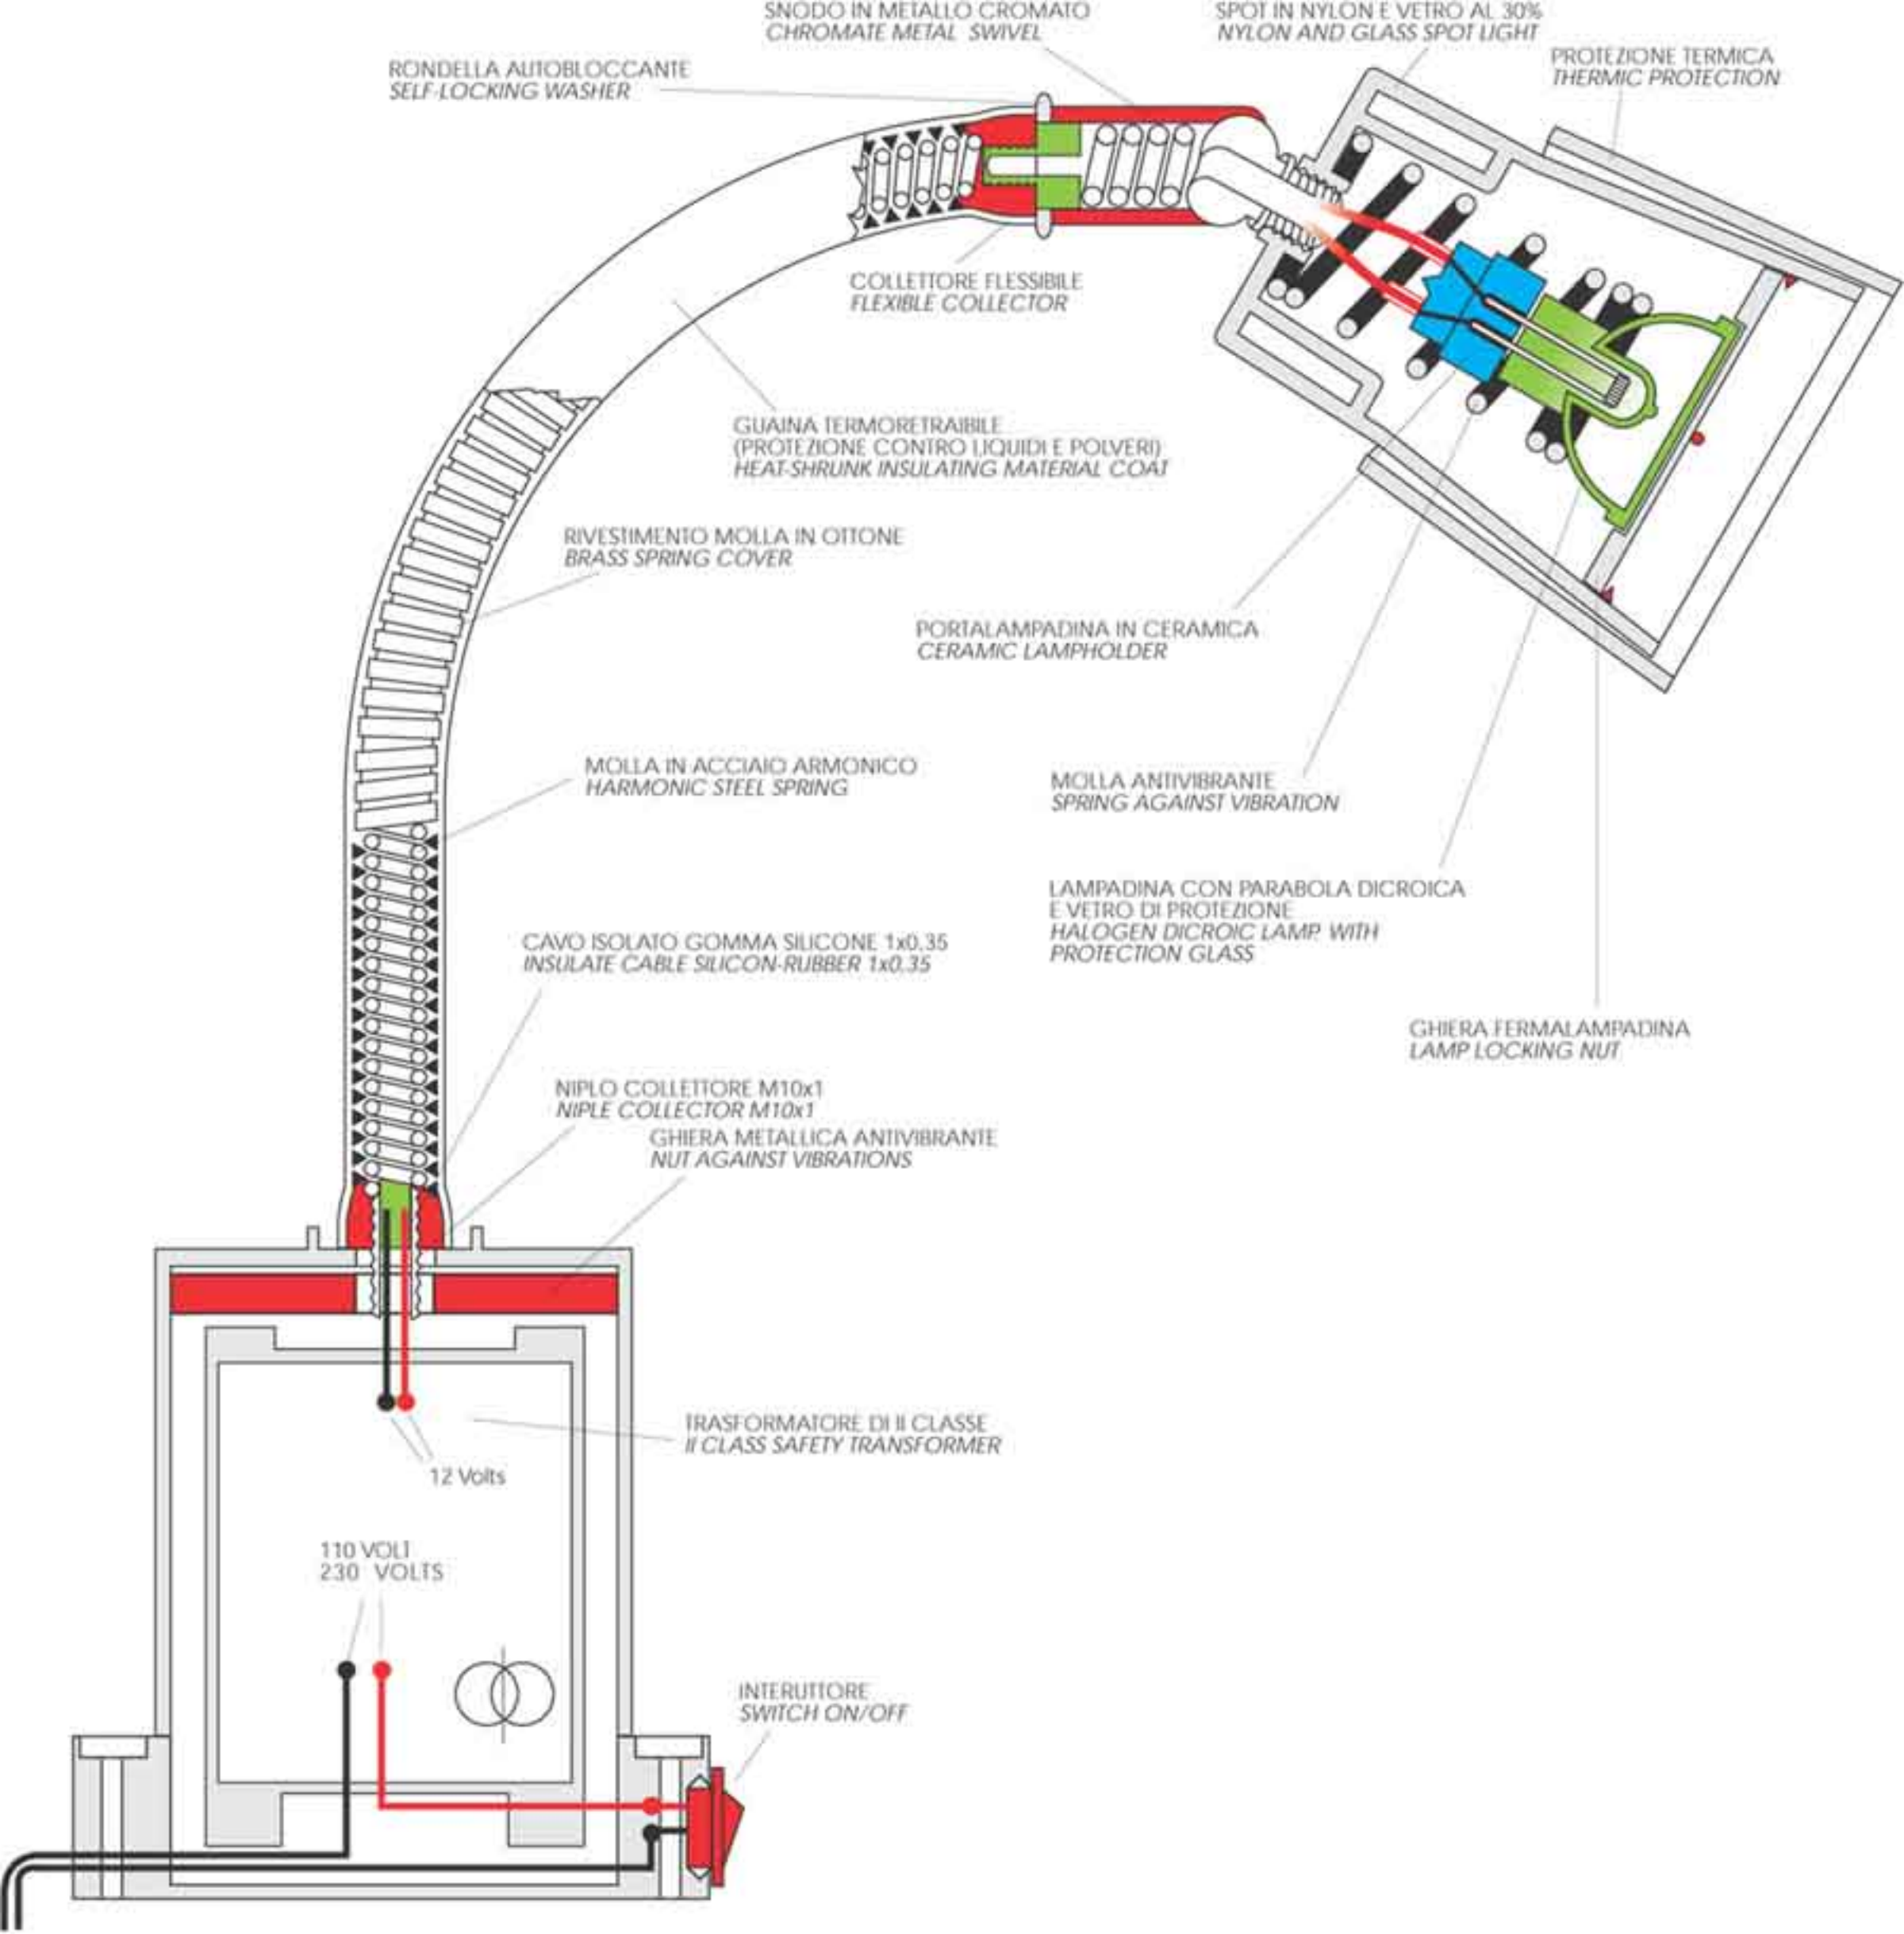 SNODO IN METALLO CROMATO
CHROMATE METAL SWIVEL
SPOT IN NYLON E VETRO AL 30%
NYLON AND GLASS SPOT LIGHT
PROTEZIONE TERMICA
THERMIC PROTECTION
RONDELLA AUTOBLOCCANTE
SELF-LOCKING WASHER
COLLETTORE FLESSIBILE
FLEXIBLE COLLECTOR
GUAINA TERMORETRAIBILE
(PROTEZIONE CONTRO LIQUIDI E POLVERI)
HEAT-SHRUNK INSULATING MATERIAL COAT
RIVESTIMENTO MOLLA IN OTTONE
BRASS SPRING COVER
PORTALAMPADINA IN CERAMICA
CERAMIC LAMPHOLDER
MOLLA IN ACCIAIO ARMONICO
HARMONIC STEEL SPRING
MOLLA ANTIVIBRANTE
SPRING AGAINST VIBRATION
LAMPADINA CON PARABOLA DICROICA
E VETRO DI PROTEZIONE
HALOGEN DICROIC LAMP. WITH
PROTECTION GLASS
CAVO ISOLATO GOMMA SILICONE 1x0.35
INSULATE CABLE SILICON-RUBBER 1x0.35
GHIERA FERMALAMPADINA
LAMP LOCKING NUT
NIPLO COLLETTORE M10x1
NIPLE COLLECTOR M10x1
GHIERA METALLICA ANTIVIBRANTE
NUT AGAINST VIBRATIONS
TRASFORMATORE DI II CLASSE
II CLASS SAFETY TRANSFORMER
12 Volts
110 VOLT
230 VOLTS
INTERUTTORE
SWITCH ON/OFF